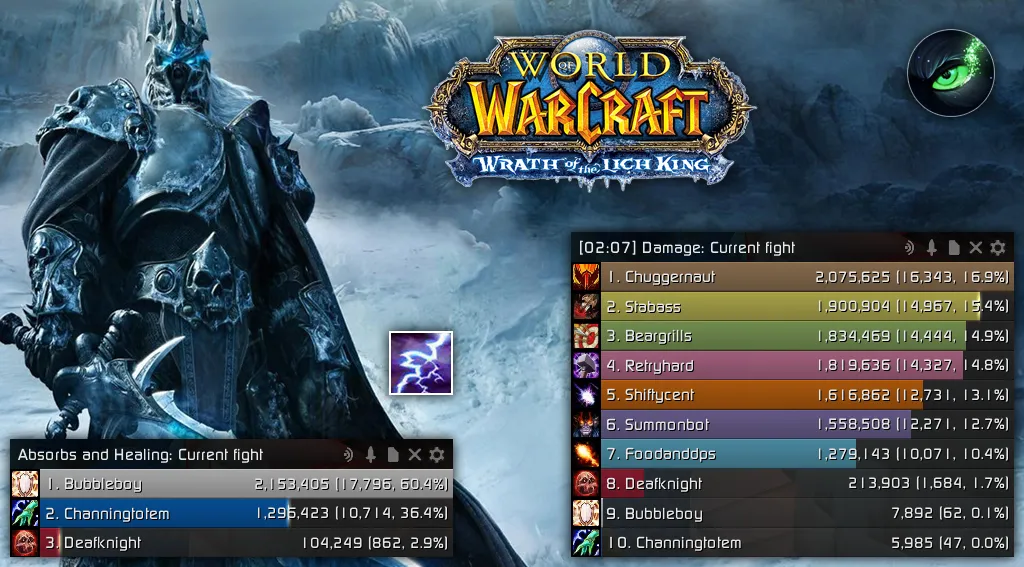 WORLD
OF
WARCRAFT
WRATH of the LICH KING
[02:07] Damage: Current fight
1. Chuggernaut 2,075,625 (16,343, 16.9%)
2. Stabass 1,900,904 (14,967, 15.4%)
3. Beargrills 1,834,469 (14,444, 14.9%)
4. Retryhard 1,819,636 (14,327, 14.8%)
5. Shiftycent 1,616,862 (12,731, 13.1%)
6. Summonbot 1,558,508 (12,271, 12.7%)
7. Foodanddps 1,279,143 (10,071, 10.4%)
8. Deafknight 213,903 (1,684, 1.7%)
9. Bubbleboy 7,892 (62, 0.1%)
10. Channingtotem 5,985 (47, 0.0%)
Absorbs and Healing: Current fight
1. Bubbleboy 2,153,405 (17,796, 60.4%)
2. Channingtotem 1,296,423 (10,714, 36.4%)
3. Deafknight 104,249 (862, 2.9%)